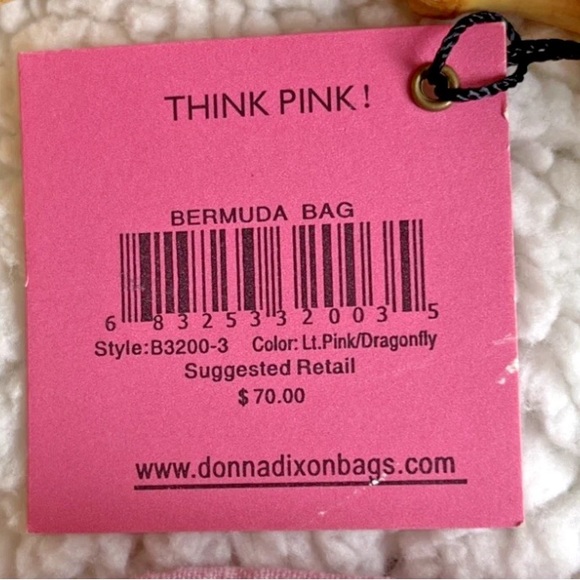 THINK PINK!
BERMUDA BAG
6 83253 32003 5
Style:B3200-3 Color: Lt.Pink/Dragonfly
Suggested Retail
$70.00
www.donnadixonbags.com